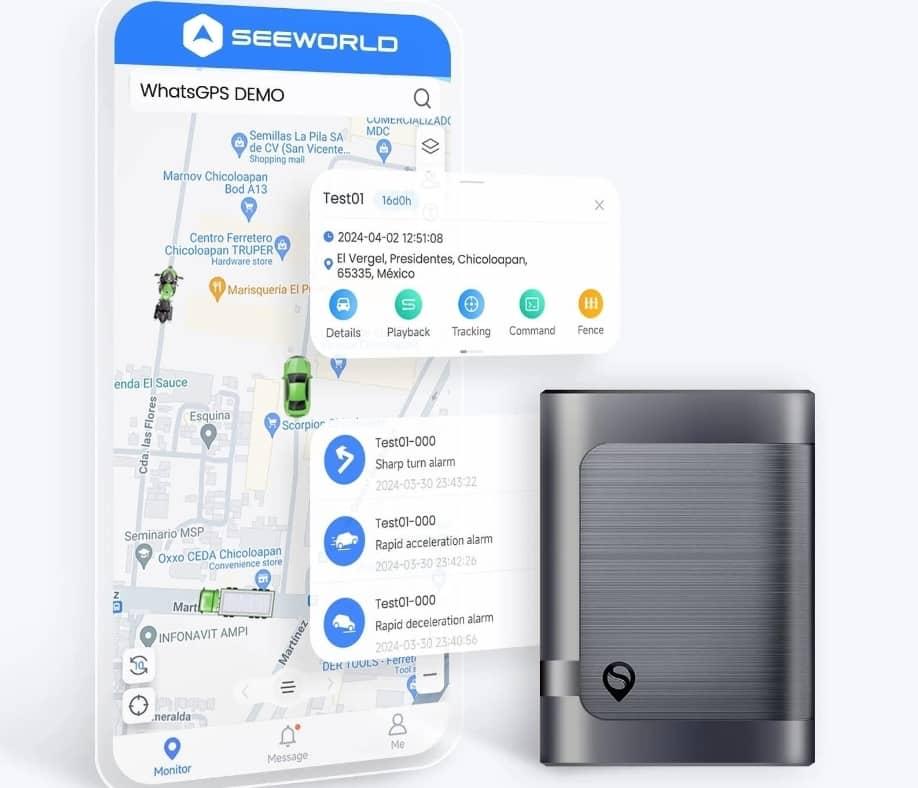 SEEWORLD
WhatsGPS DEMO
COMERCIALIZADO
MDC
Semillas La Pila SA
de CV (San Vicente...
Shopping mall
Marnov Chicoloapan
Bod A13
Centro Ferretero
Chicoloapan TRUPER
Hardware store
Marisquería El P
Test01
16d0h
2024-04-02 12:51:08
El Vergel, Presidentes, Chicoloapan,
65335, México
Details
Playback
Tracking
Command
Fence
enda El Sauce
Cda. las Flores
Esquina
Scorpion
Test01-000
Sharp turn alarm
2024-03-30 23:43:22
Test01-000
Rapid acceleration alarm
2024-03-30 23:42:26
Test01-000
Rapid deceleration alarm
2024-03-30 23:40:56
Seminario MSP
Oxxo CEDA Chicoloapan
Convenience store
Martí
Martínez
INFONAVIT AMPI
DER TOOLS - Ferret
Tool
10
neralda
Monitor
Message
Me